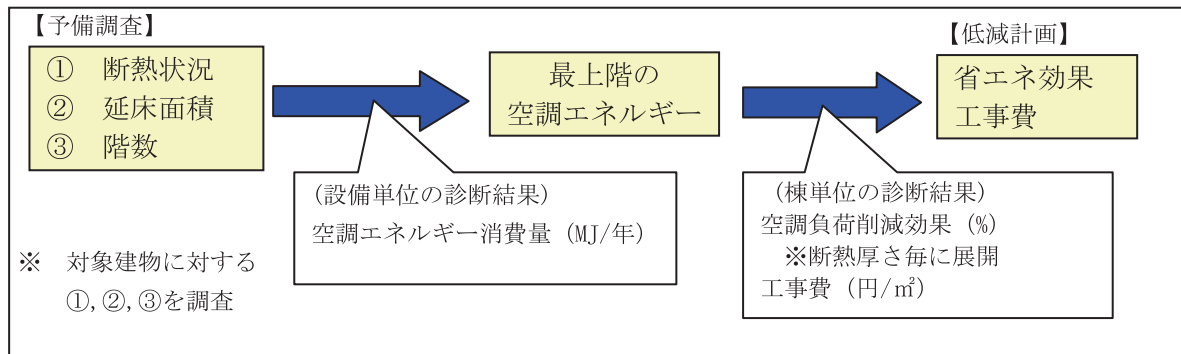 【予備調査】
① 断熱状況
② 延床面積
③ 階数
※ 対象建物に対する
①,②,③を調査
最上階の
空調エネルギー
(設備単位の診断結果)
空調エネルギー消費量 (MJ/年)
【低減計画】
省エネ効果
工事費
(棟単位の診断結果)
空調負荷削減効果 (%)
※断熱厚さ毎に展開
工事費 (円/㎡)